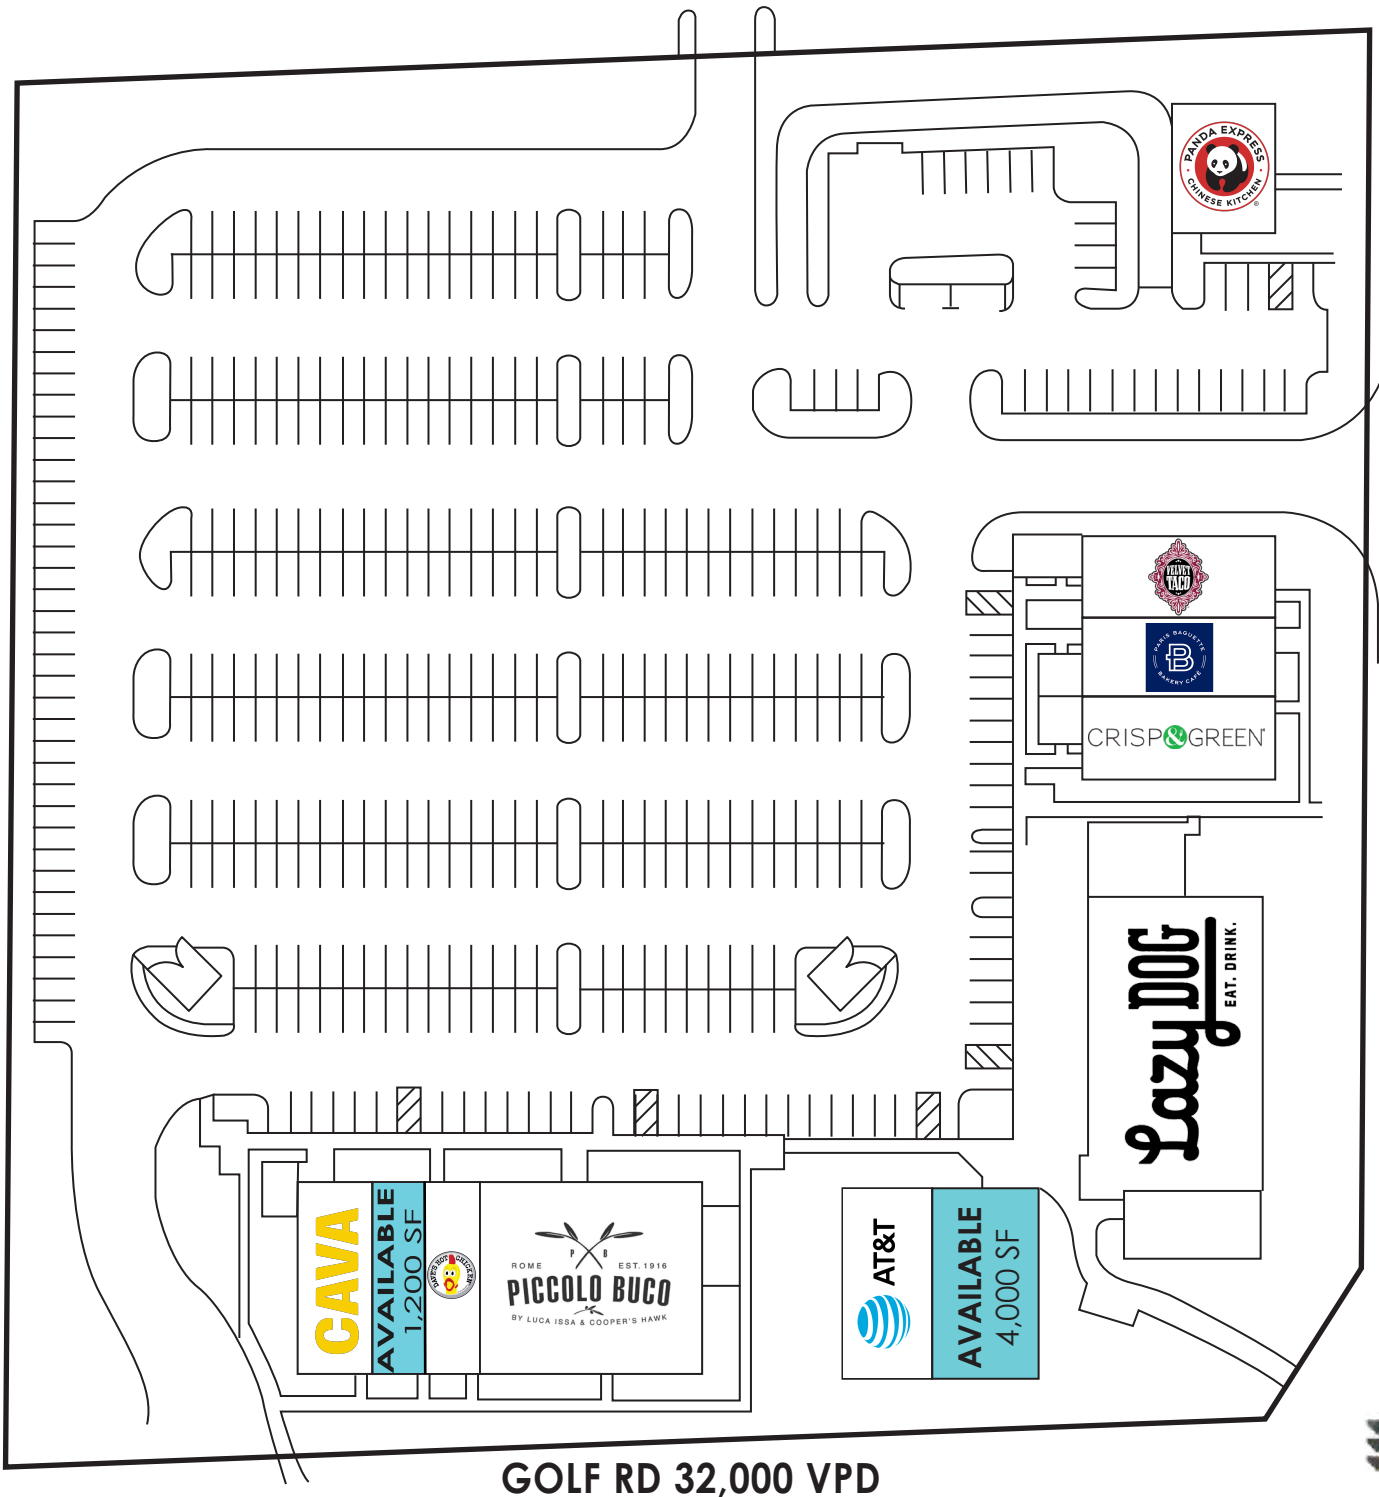 PANDA EXPRESS
CHINESE KITCHEN
®
VELVET
TACO
PARIS BAGUETTE
B
BAKERY CAFÉ
CRISP&GREEN
Lazy DOG
EAT. DRINK.
CAVA
AVAILABLE
1,200 SF
DAVE'S HOT CHICKEN
P B
ROME EST. 1916
PICCOLO BUCO
BY LUCA ISSA & COOPER'S HAWK
AT&T
AVAILABLE
4,000 SF
GOLF RD 32,000 VPD